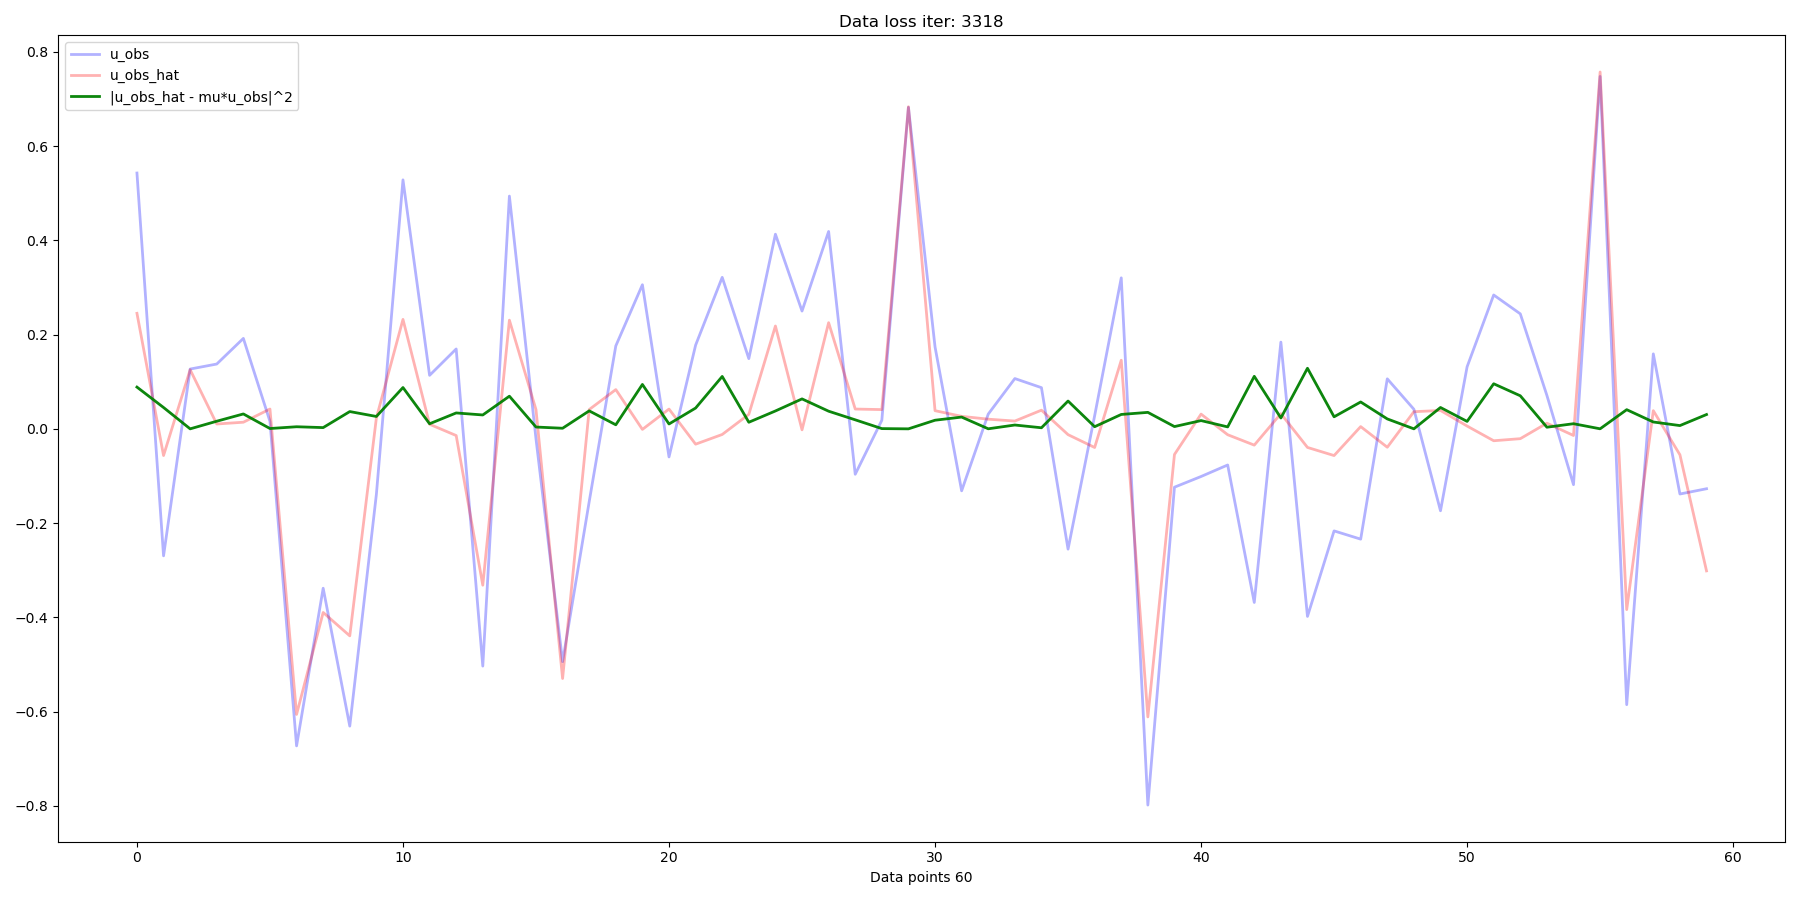 Data loss iter: 3318
u_obs
u_obs_hat
|u_obs_hat - mu*u_obs|^2
0.8
0.6
0.4
0.2
0.0
−0.2
−0.4
−0.6
−0.8
0 10 20 30 40 50 60
Data points 60